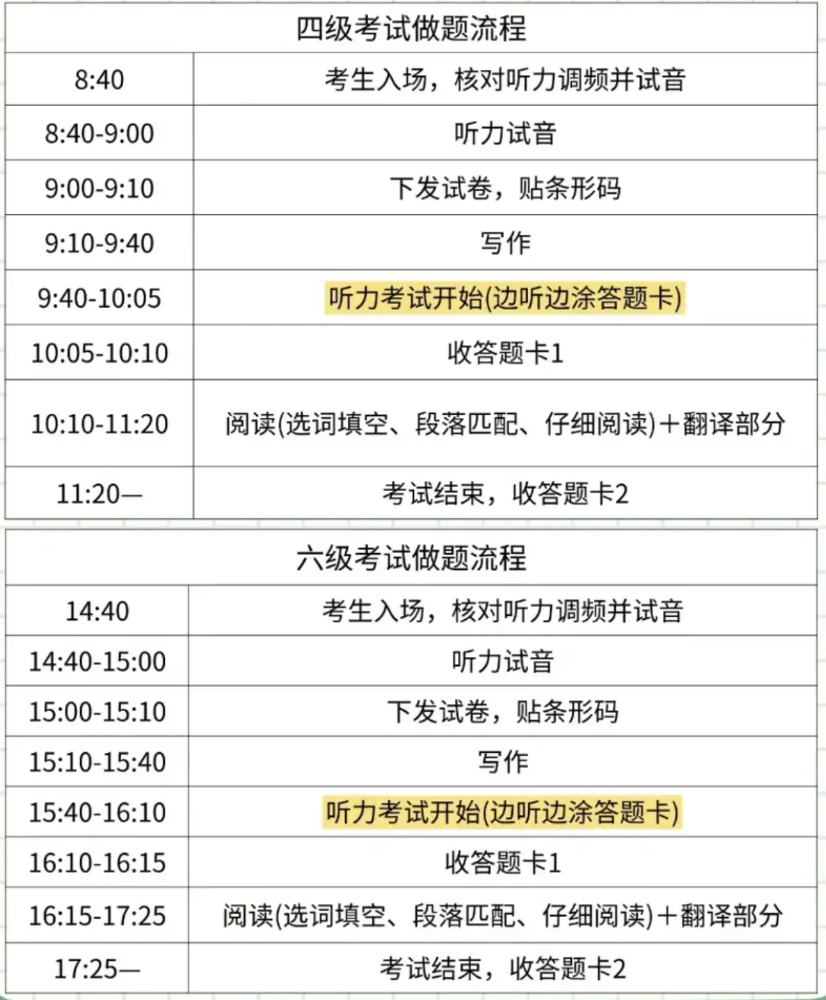 四级考试做题流程
8:40 考生入场，核对听力调频并试音
8:40-9:00 听力试音
9:00-9:10 下发试卷，贴条形码
9:10-9:40 写作
9:40-10:05 听力考试开始(边听边涂答题卡)
10:05-10:10 收答题卡1
10:10-11:20 阅读(选词填空、段落匹配、仔细阅读)＋翻译部分
11:20— 考试结束，收答题卡2
六级考试做题流程
14:40 考生入场，核对听力调频并试音
14:40-15:00 听力试音
15:00-15:10 下发试卷，贴条形码
15:10-15:40 写作
15:40-16:10 听力考试开始(边听边涂答题卡)
16:10-16:15 收答题卡1
16:15-17:25 阅读(选词填空、段落匹配、仔细阅读)＋翻译部分
17:25— 考试结束，收答题卡2